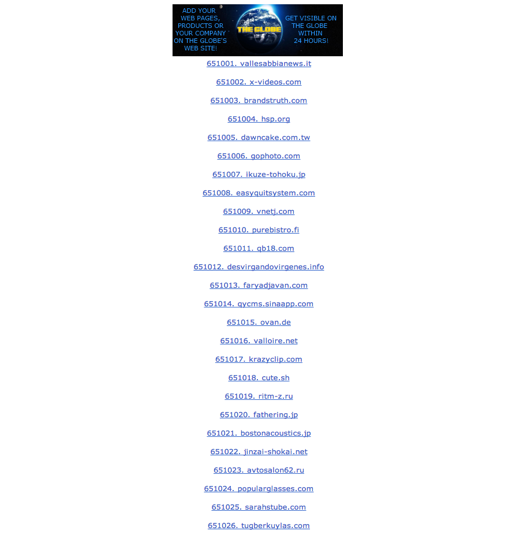 ADD YOUR
WEB PAGES,
PRODUCTS OR
YOUR COMPANY
ON THE GLOBE'S
WEB SITE!
THE GLOBE
GET VISIBLE ON
THE GLOBE
WITHIN
24 HOURS!
651001. vallesabbianews.it
651002. x-videos.com
651003. brandstruth.com
651004. hsp.org
651005. dawncake.com.tw
651006. gophoto.com
651007. ikuze-tohoku.jp
651008. easyquitsystem.com
651009. vnetj.com
651010. purebistro.fi
651011. qb18.com
651012. desvirgandovirgenes.info
651013. faryadjavan.com
651014. qycms.sinaapp.com
651015. ovan.de
651016. valloire.net
651017. krazyclip.com
651018. cute.sh
651019. ritm-z.ru
651020. fathering.jp
651021. bostonacoustics.jp
651022. jinzai-shokai.net
651023. avtosalon62.ru
651024. popularglasses.com
651025. sarahstube.com
651026. tugberkuylas.com